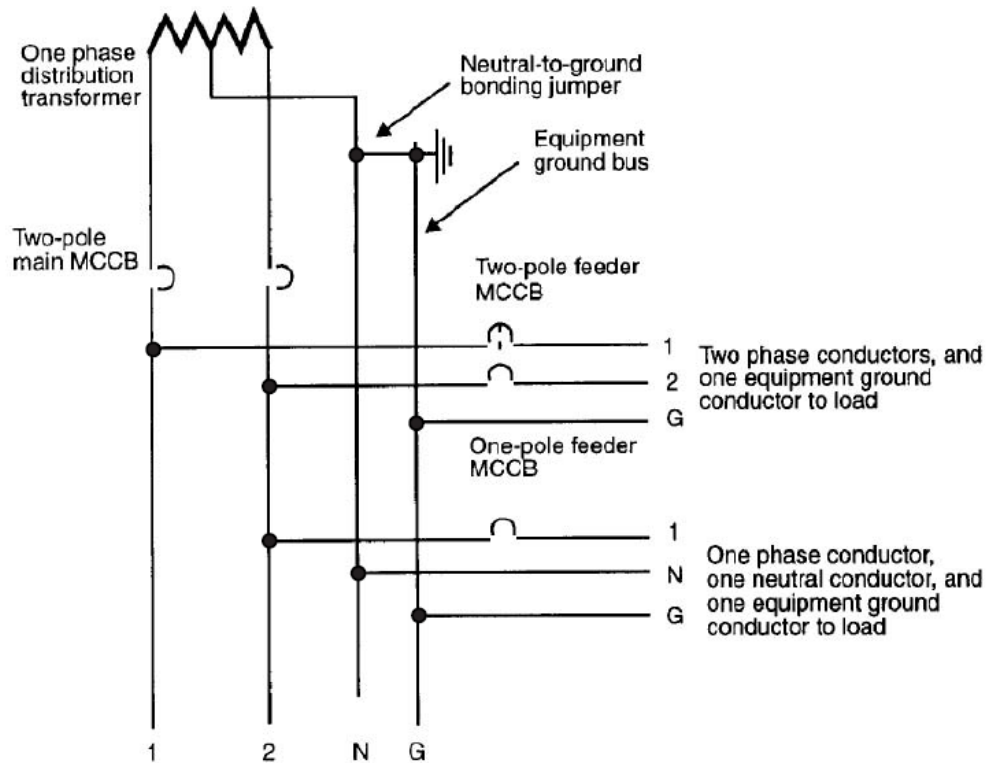 One phase
distribution
transformer
Neutral-to-ground
bonding jumper
Equipment
ground bus
Two-pole
main MCCB
Two-pole feeder
MCCB
1
2
G
Two phase conductors, and
one equipment ground
conductor to load
One-pole feeder
MCCB
1
N
G
One phase conductor,
one neutral conductor, and
one equipment ground
conductor to load
1 2 N G